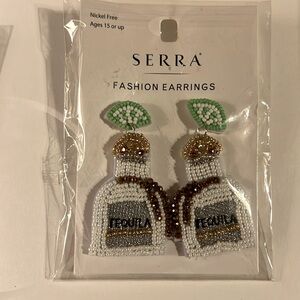 Nickel Free
Ages 15 or up
SERRA®
FASHION EARRINGS
TEQUILA
TEQUILA